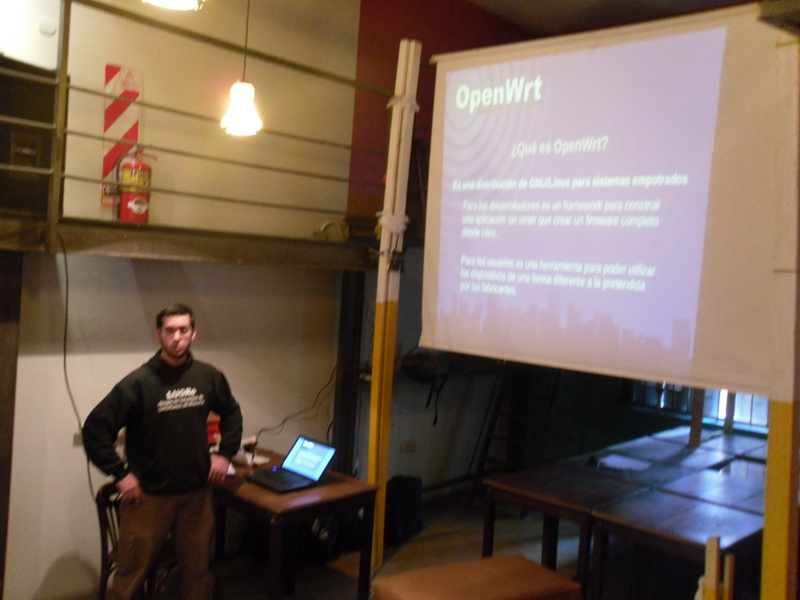 OpenWrt
¿Qué es OpenWrt?
Es una distribución de GNU/Linux para sistemas empotrados
Para los desarrolladores es un framework para construir
una aplicación sin tener que crear un firmware completo
desde cero.
Para los usuarios es una herramienta para poder utilizar
los dispositivos de una forma diferente a la pretendida
por los fabricantes.